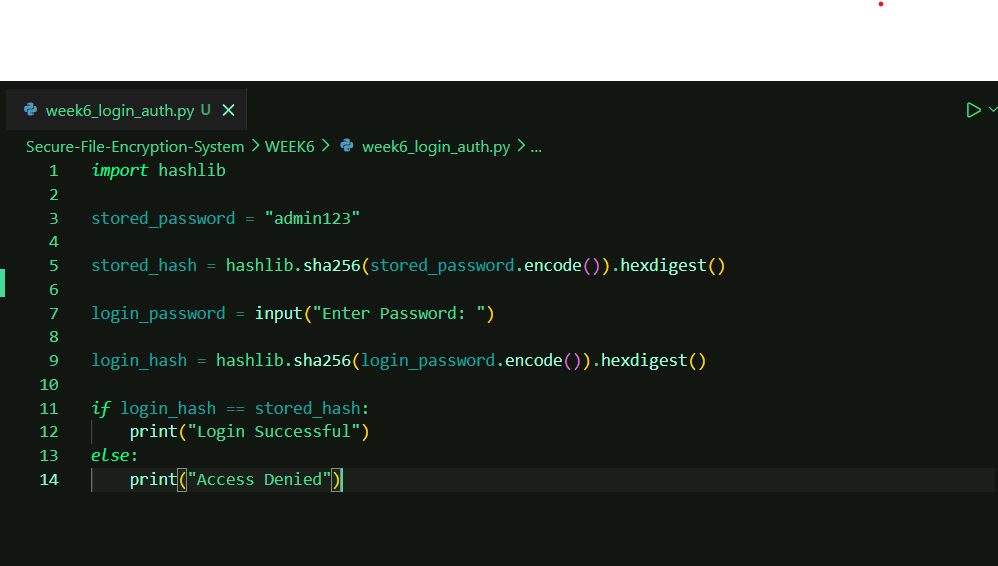 week6_login_auth.py U
Secure-File-Encryption-System > WEEK6 > week6_login_auth.py > ...
1 import hashlib
2
3 stored_password = "admin123"
4
5 stored_hash = hashlib.sha256(stored_password.encode()).hexdigest()
6
7 login_password = input("Enter Password: ")
8
9 login_hash = hashlib.sha256(login_password.encode()).hexdigest()
10
11 if login_hash == stored_hash:
12     print("Login Successful")
13 else:
14     print("Access Denied")